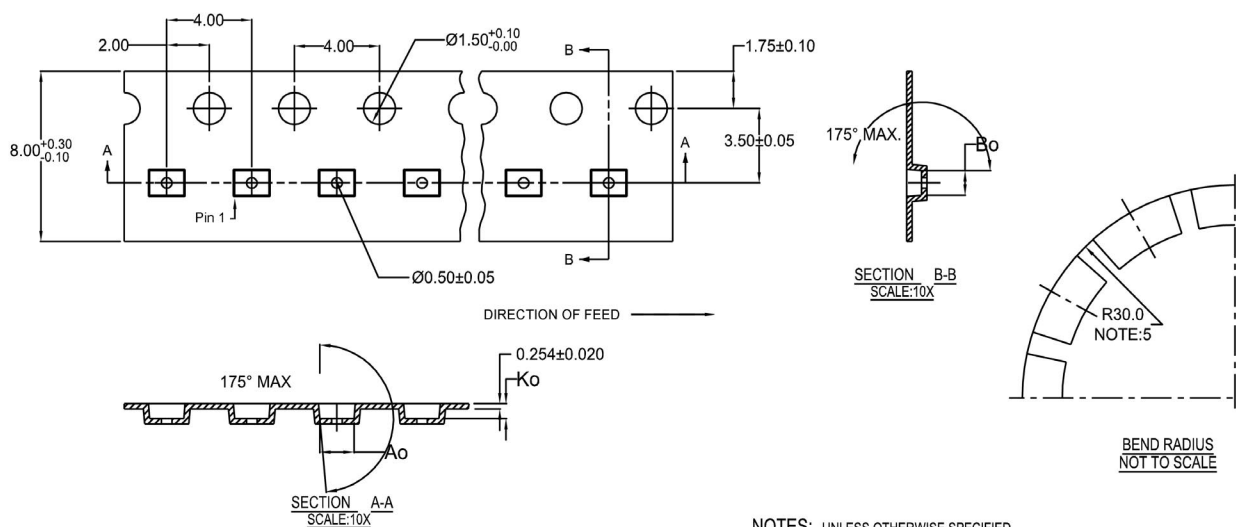 4.00
2.00
4.00
Ø1.50+0.10
-0.00
B
1.75±0.10
8.00+0.30
-0.10
A
A
3.50±0.05
175° MAX.
Bo
Pin 1
B
Ø0.50±0.05
SECTION B-B
SCALE:10X
DIRECTION OF FEED
R30.0
NOTE:5
0.254±0.020
175° MAX
Ko
Ao
BEND RADIUS
NOT TO SCALE
SECTION A-A
SCALE:10X
NOTES: UNLESS OTHERWISE SPECIFIED